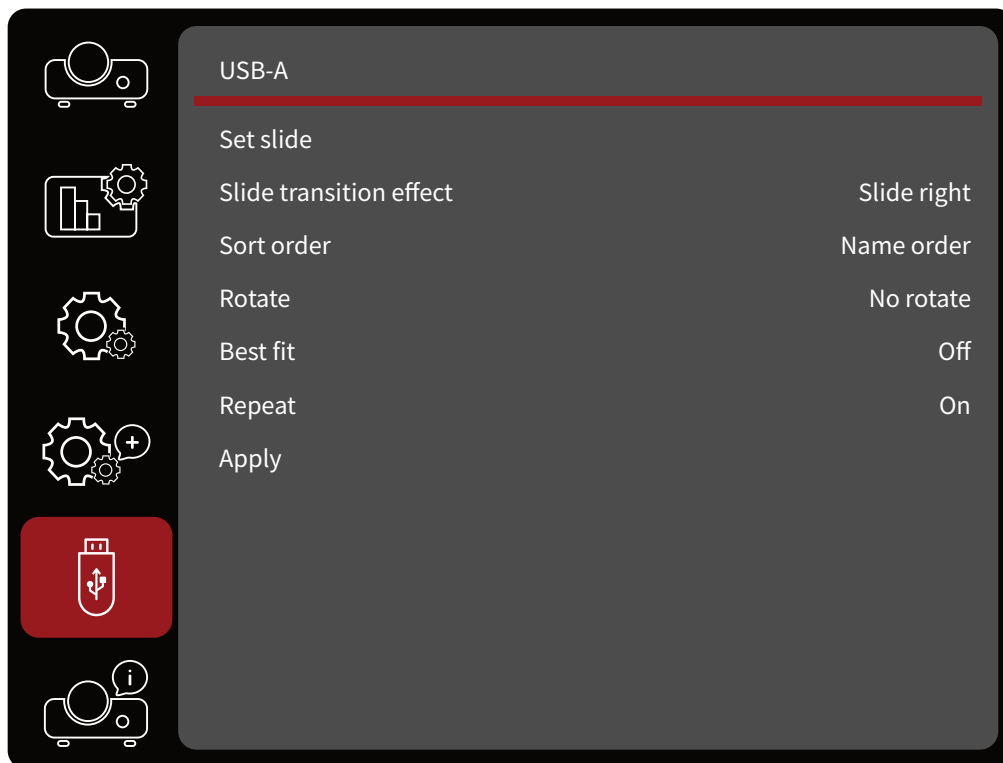 USB-A
Set slide
Slide transition effect Slide right
Sort order Name order
Rotate No rotate
Best fit Off
Repeat On
Apply
i